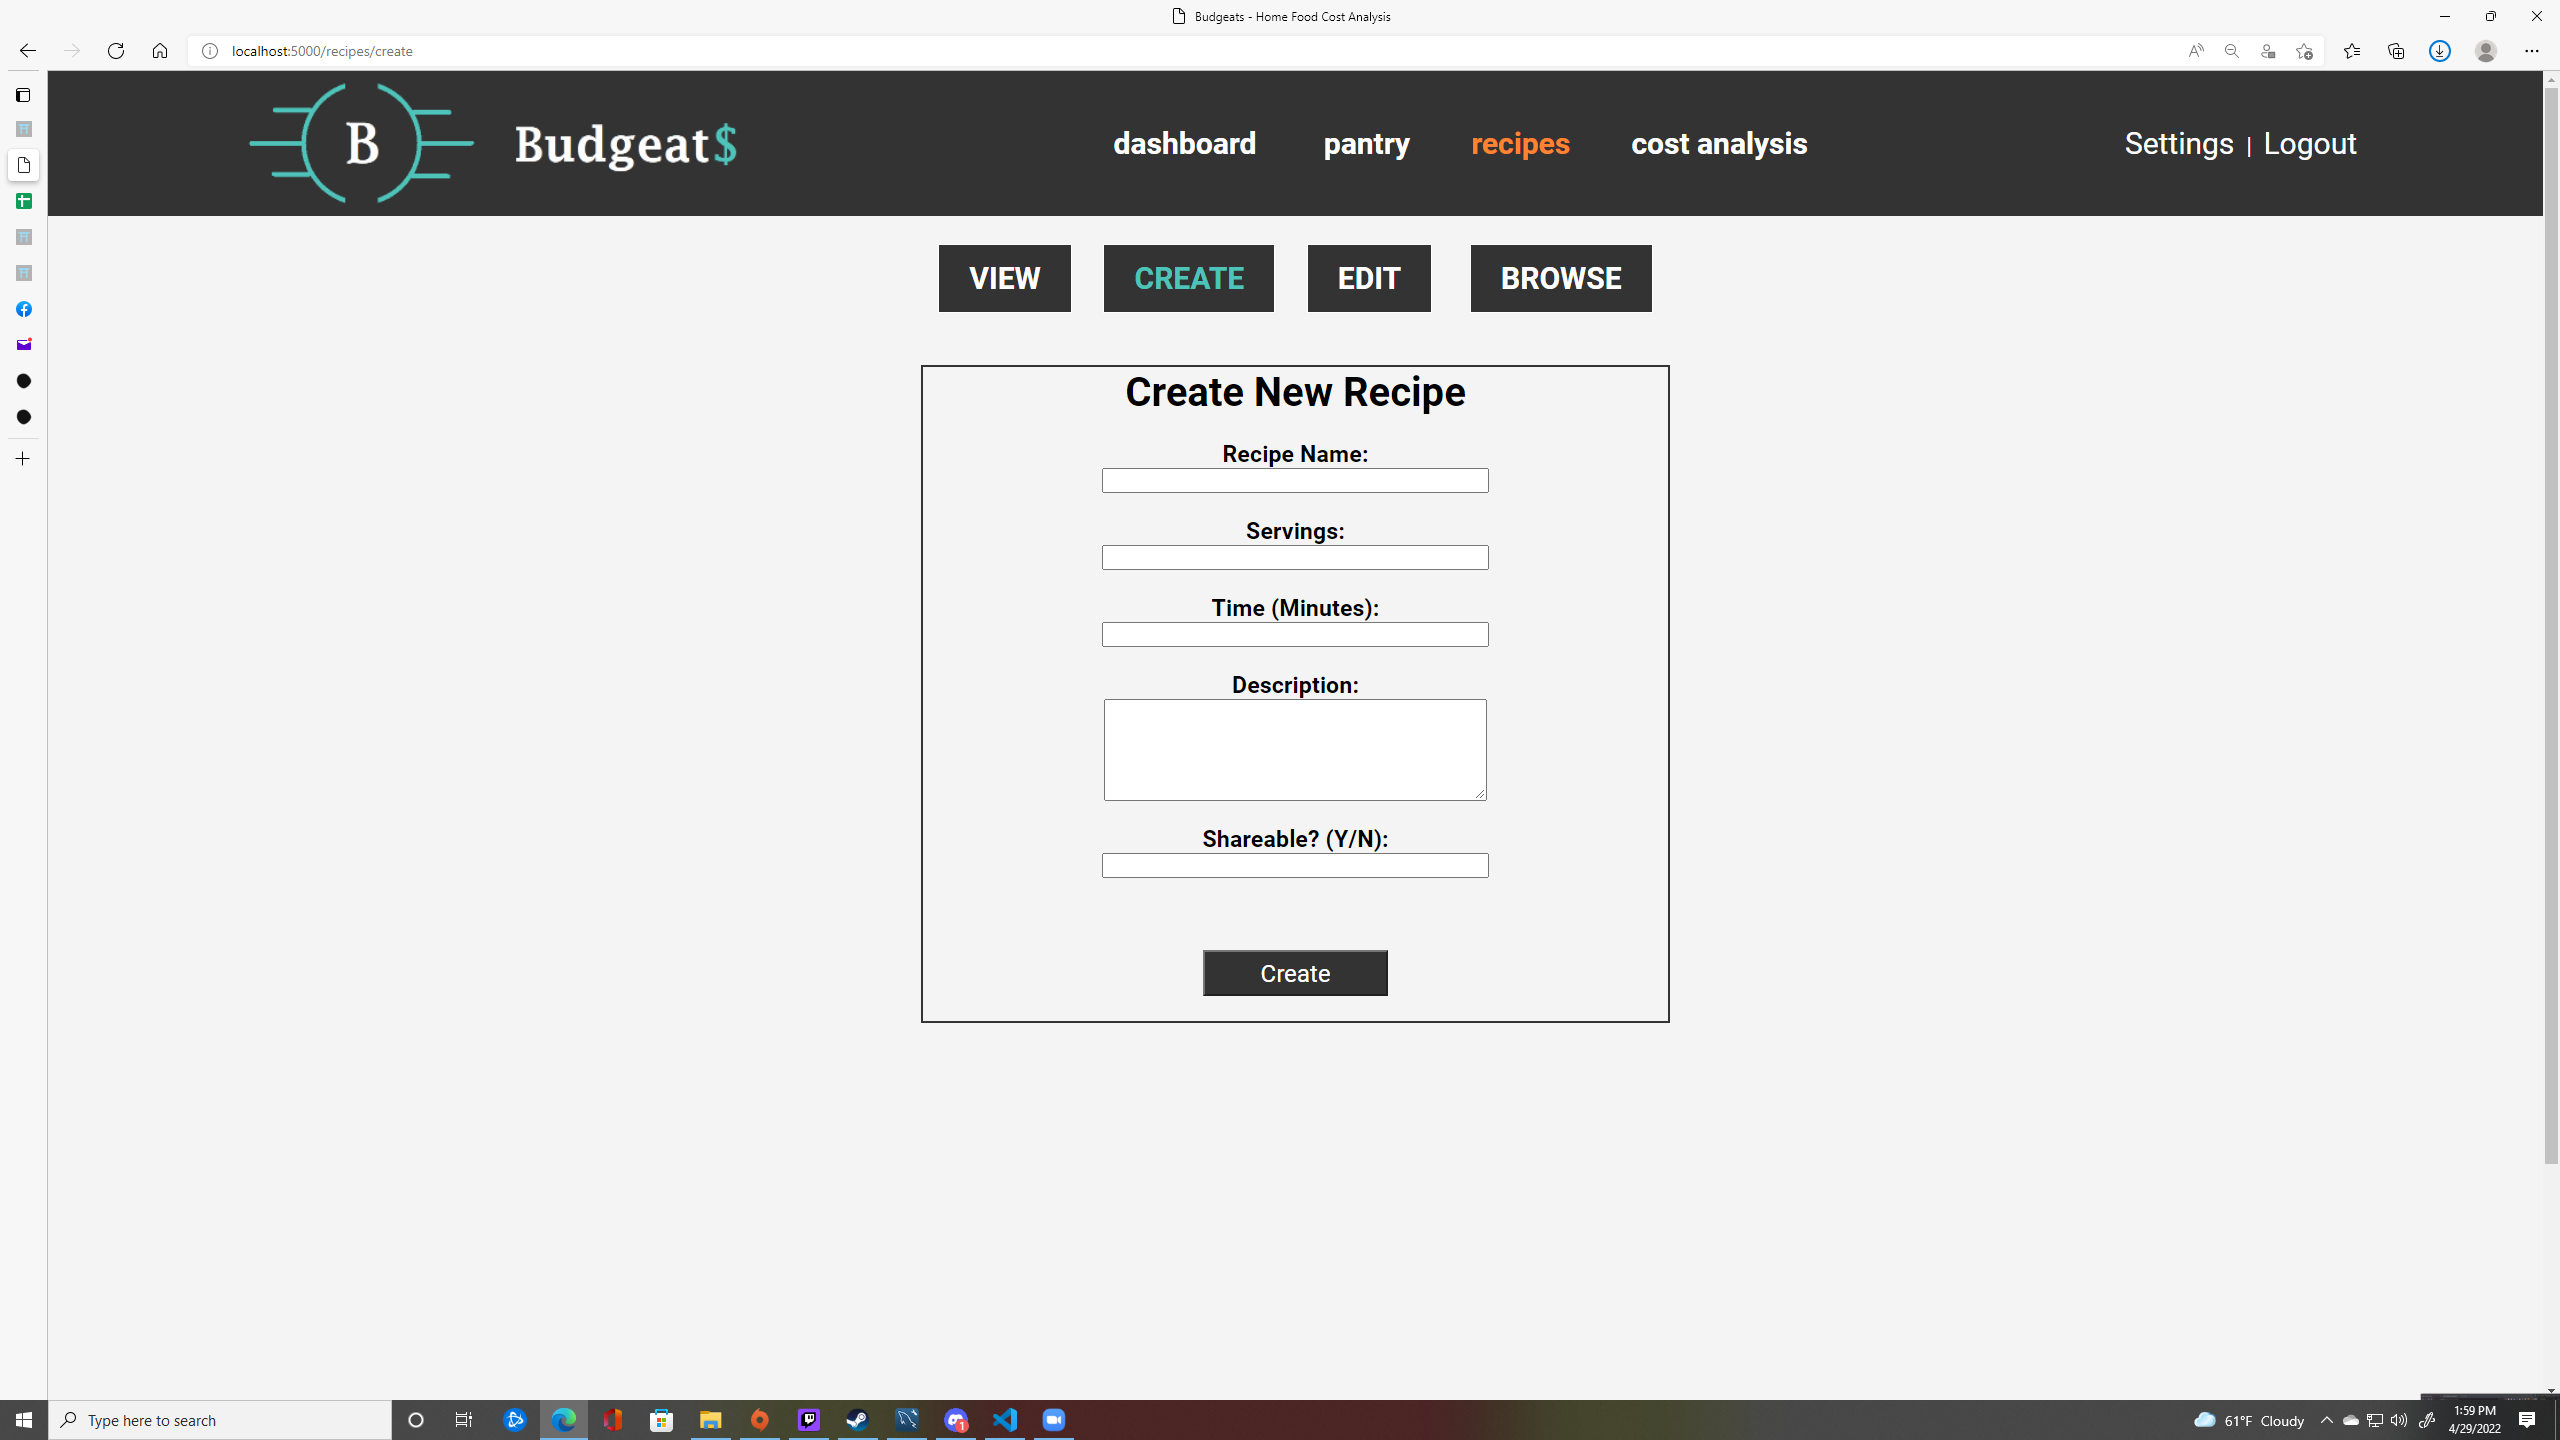 Budgeats - Home Food Cost Analysis
localhost:5000/recipes/create
B
Budgeat$
dashboard
pantry
recipes
cost analysis
Settings | Logout
VIEW
CREATE
EDIT
BROWSE
Create New Recipe
Recipe Name:
Servings:
Time (Minutes):
Description:
Shareable? (Y/N):
Create
Type here to search
1
61°F Cloudy
1:59 PM
4/29/2022